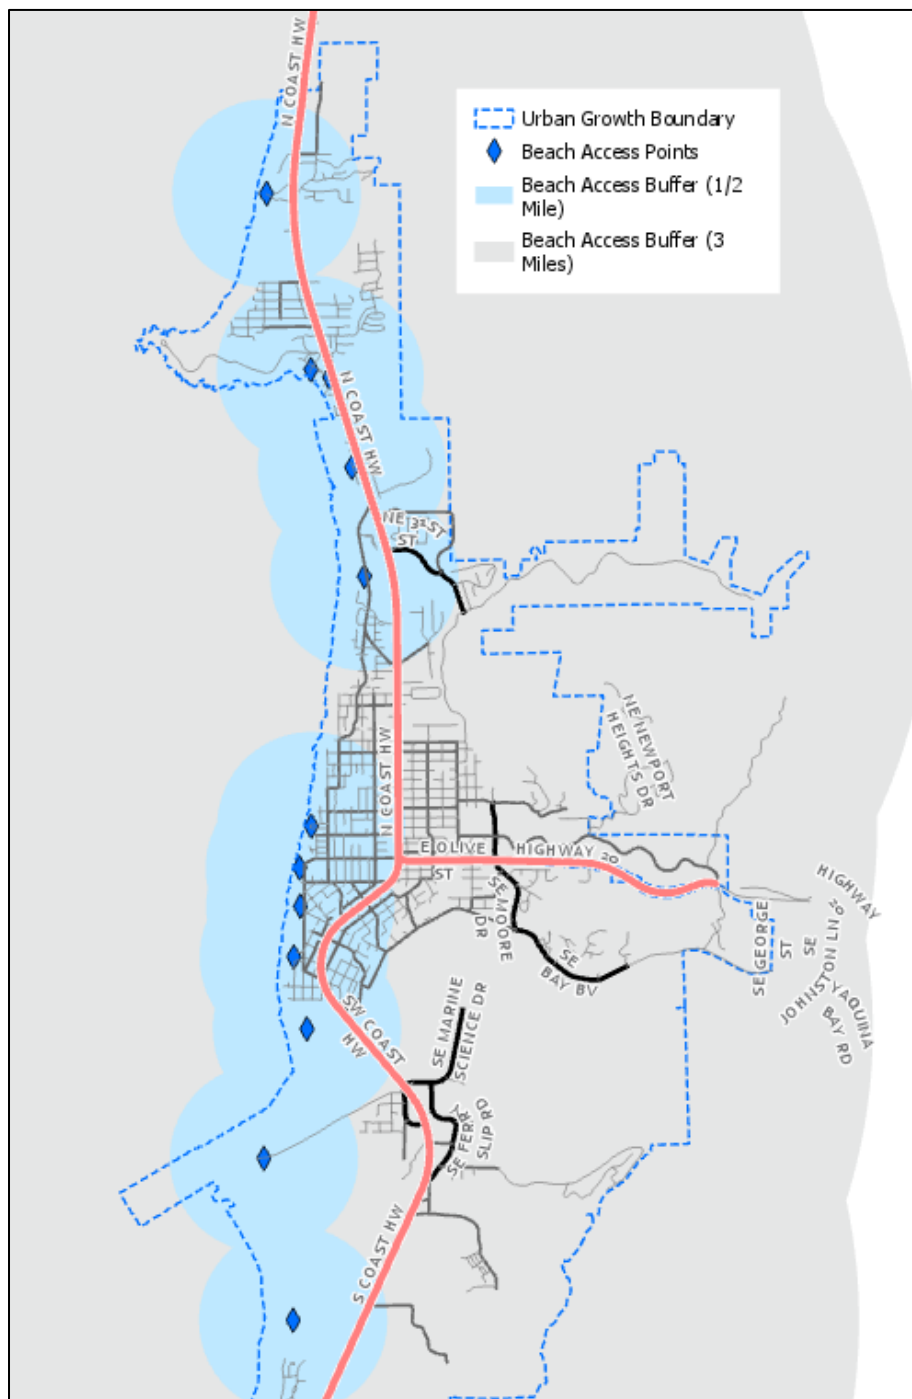 N COAST HW
Urban Growth Boundary
Beach Access Points
Beach Access Buffer (1/2
Mile)
Beach Access Buffer (3
Miles)
N COAST HW
NE 31ST
ST
NE NEWPORT
HEIGHTS DR
N COAST HW
E OLIVE
ST
HIGHWAY 20
HIGHWAY
20
SE MOORE
DR
SE
BAY BV
SE GEORGE
ST
SE
JOHNSTON LN
YAQUINA
BAY RD
SW COAST
HW
SE MARINE
SCIENCE DR
SE FERRY
SLIP RD
S COAST HW